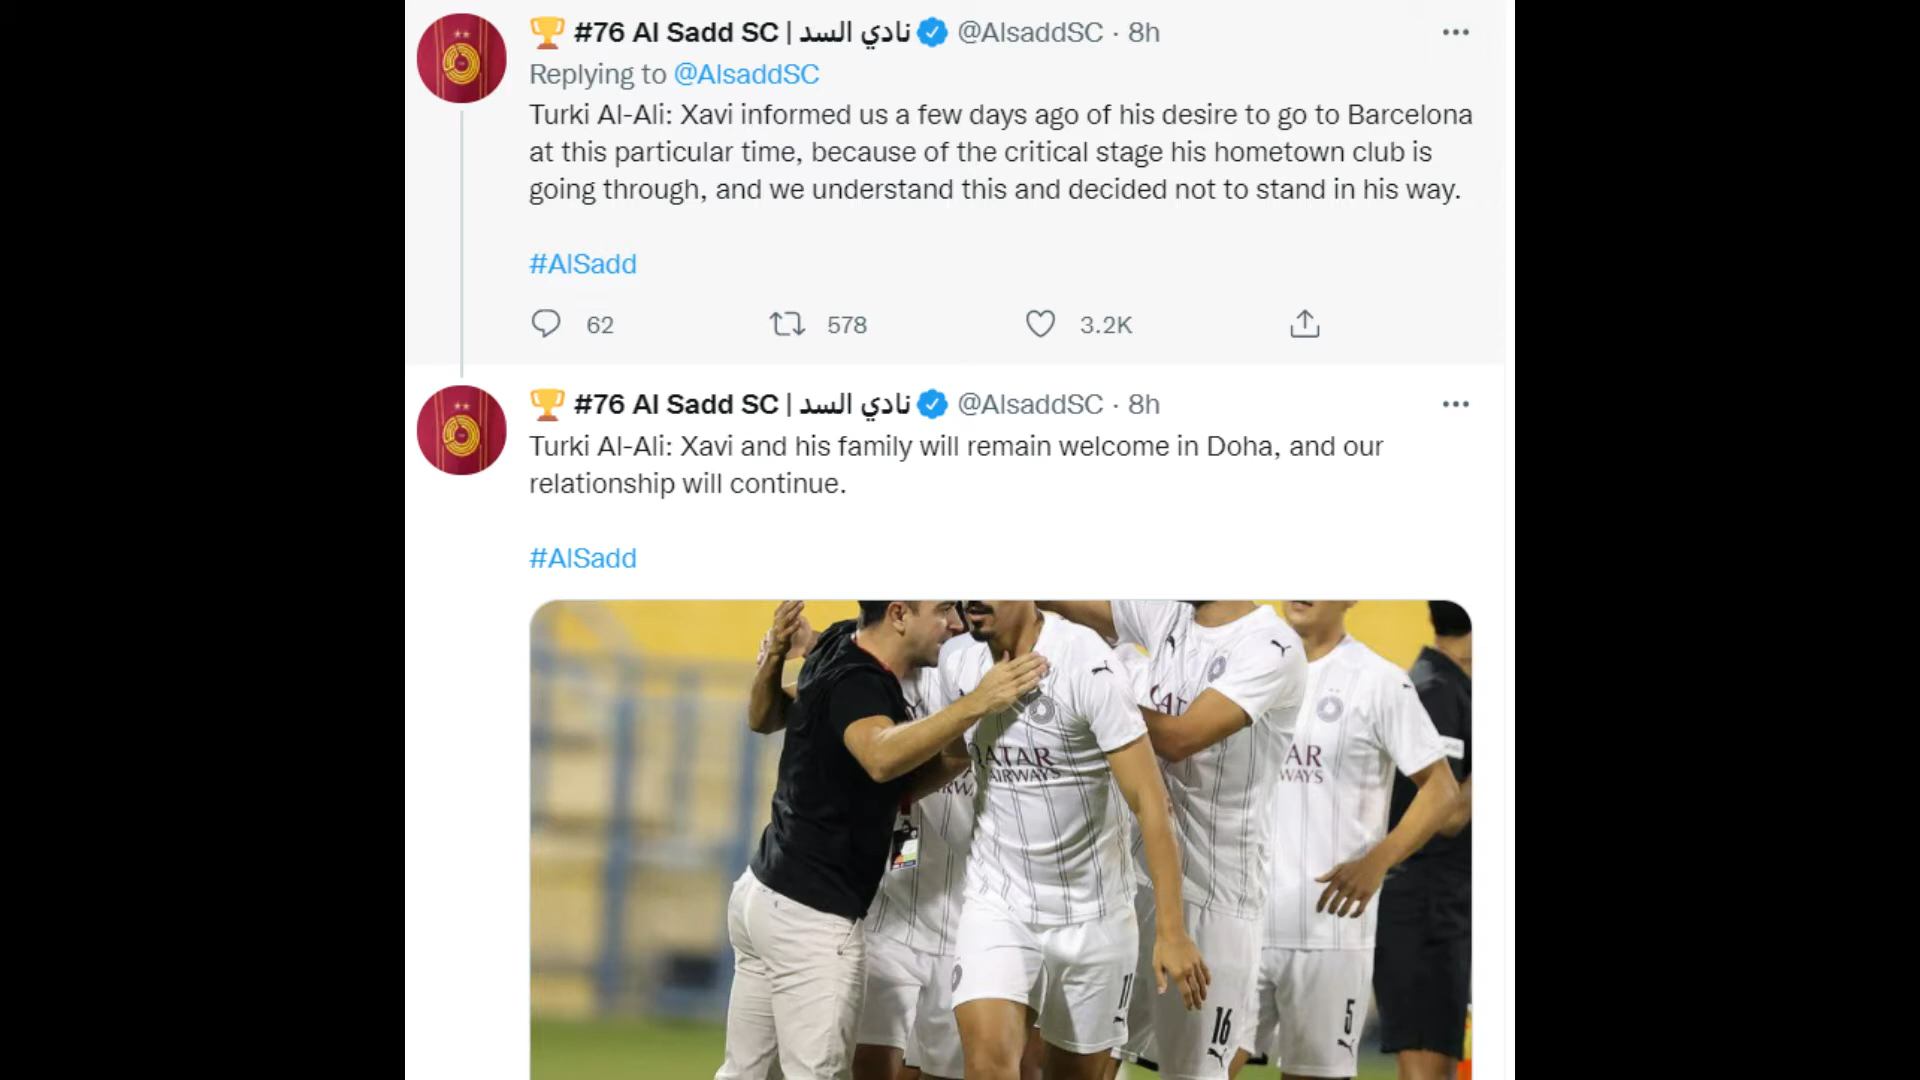 🏆 #76 Al Sadd SC | نادي السد @AlsaddSC · 8h
Replying to @AlsaddSC
Turki Al-Ali: Xavi informed us a few days ago of his desire to go to Barcelona
at this particular time, because of the critical stage his hometown club is
going through, and we understand this and decided not to stand in his way.
#AlSadd
62 578 3.2K
🏆 #76 Al Sadd SC | نادي السد @AlsaddSC · 8h
Turki Al-Ali: Xavi and his family will remain welcome in Doha, and our
relationship will continue.
#AlSadd
QATAR
AIRWAYS
AR
WAYS
11
16
5